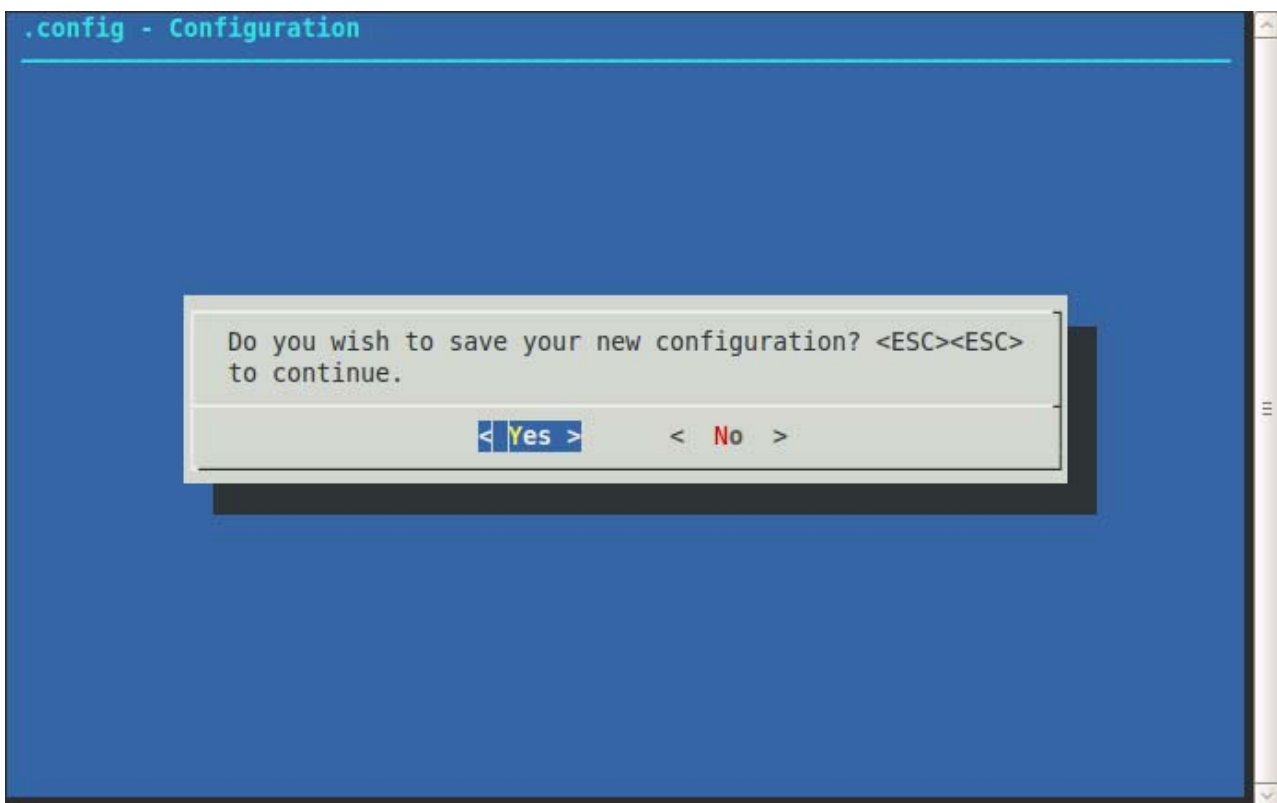 .config - Configuration
Do you wish to save your new configuration? <ESC><ESC>
to continue.
< Yes > < No >